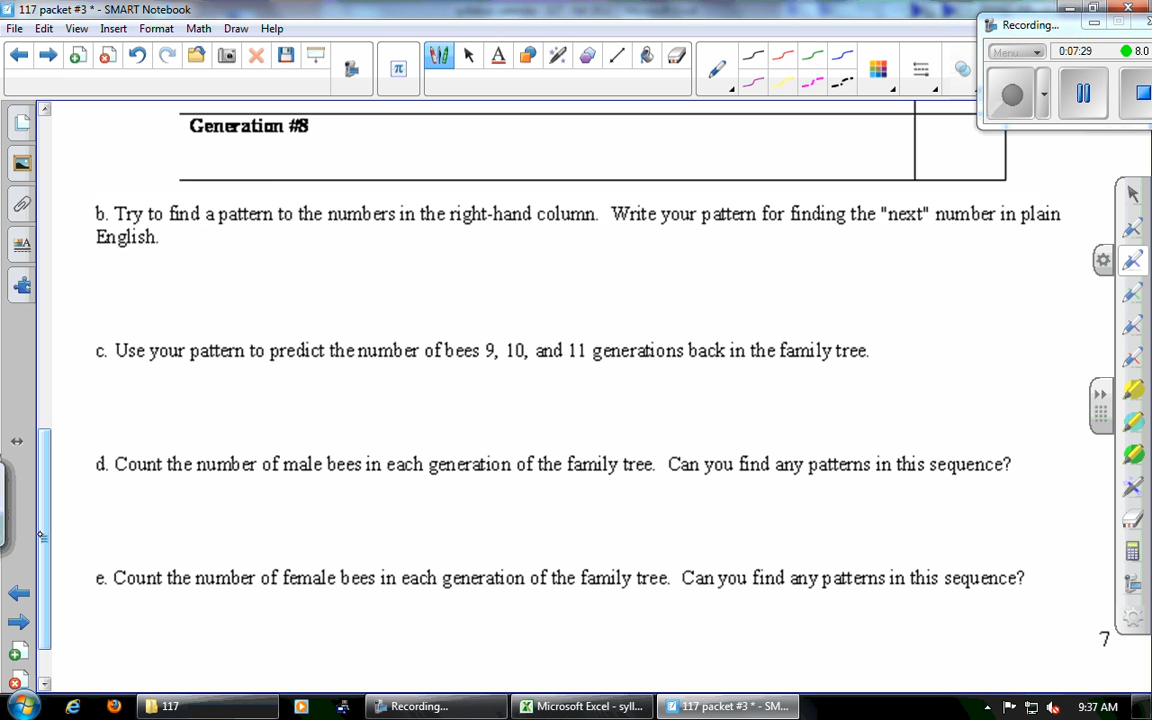 117 packet #3 * - SMART Notebook
File Edit View Insert Format Math Draw Help
Recording...
Menu
0:07:29
8.0
π
A
Generation #8
b. Try to find a pattern to the numbers in the right-hand column. Write your pattern for finding the "next" number in plain
English.
c. Use your pattern to predict the number of bees 9, 10, and 11 generations back in the family tree.
d. Count the number of male bees in each generation of the family tree. Can you find any patterns in this sequence?
e. Count the number of female bees in each generation of the family tree. Can you find any patterns in this sequence?
7
117
Recording...
Microsoft Excel - syll...
117 packet #3 * - SM...
9:37 AM